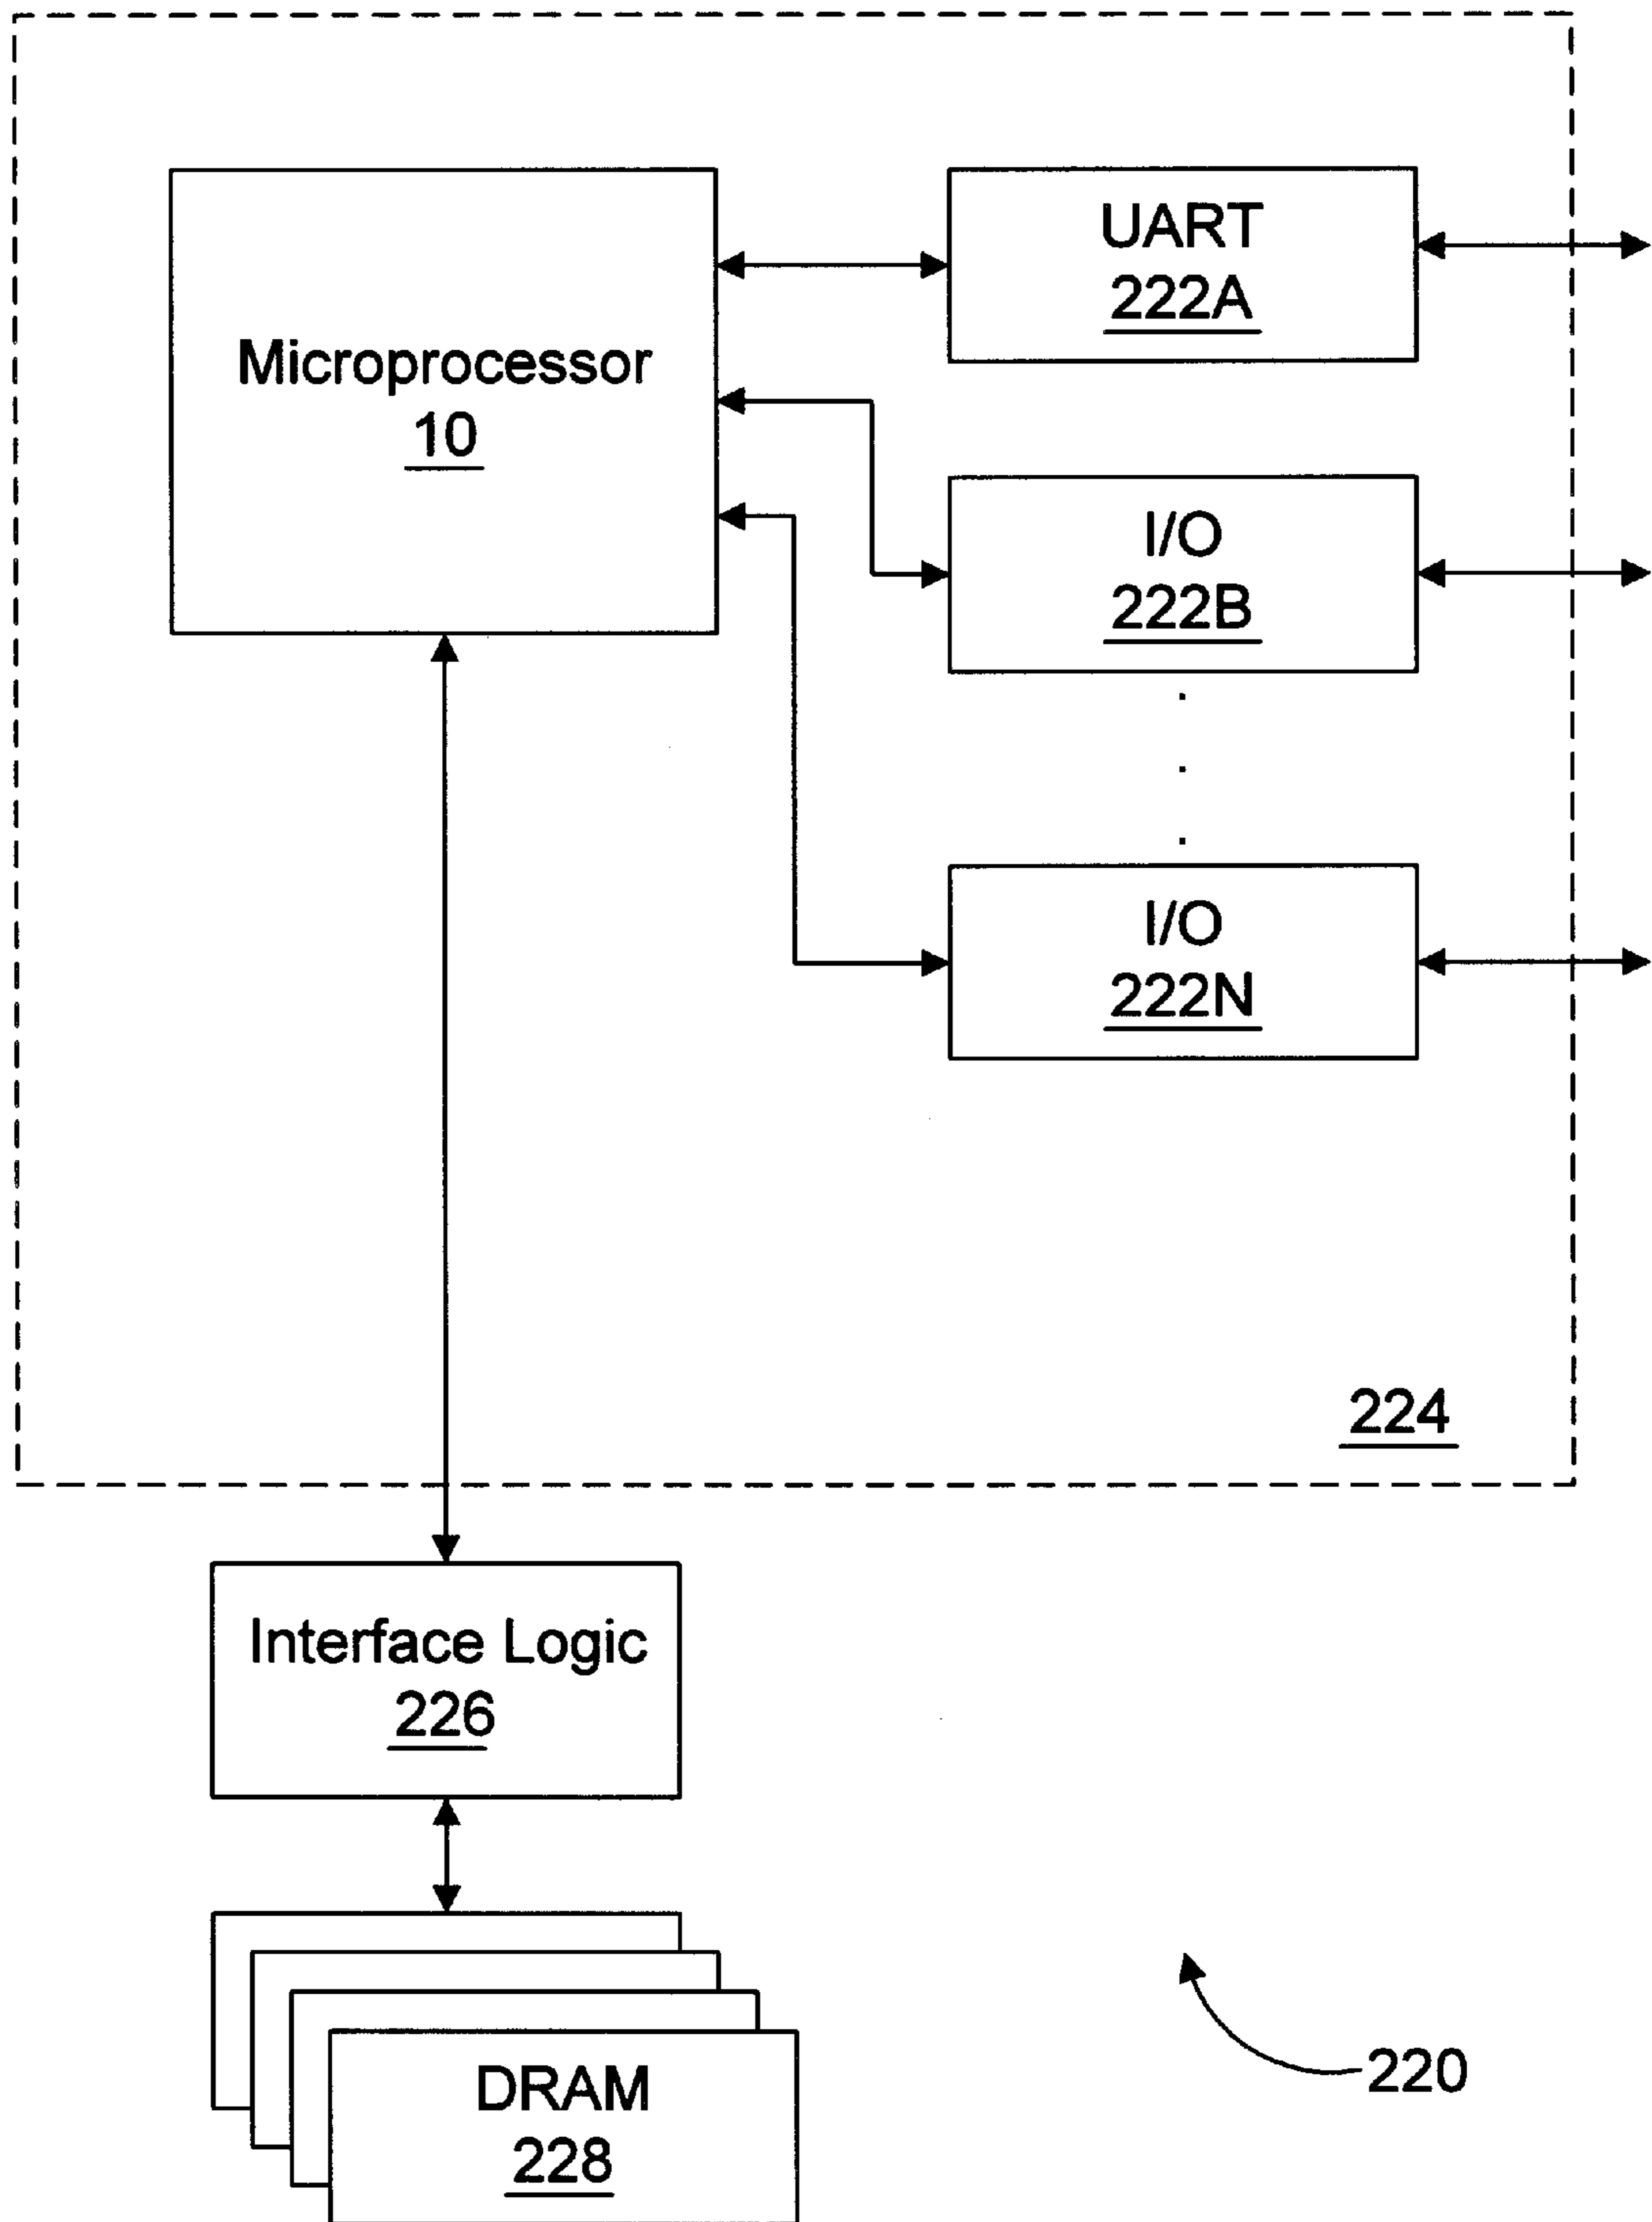 Microprocessor
10
UART
222A
I/O
222B
I/O
222N
224
Interface Logic
226
DRAM
228
220